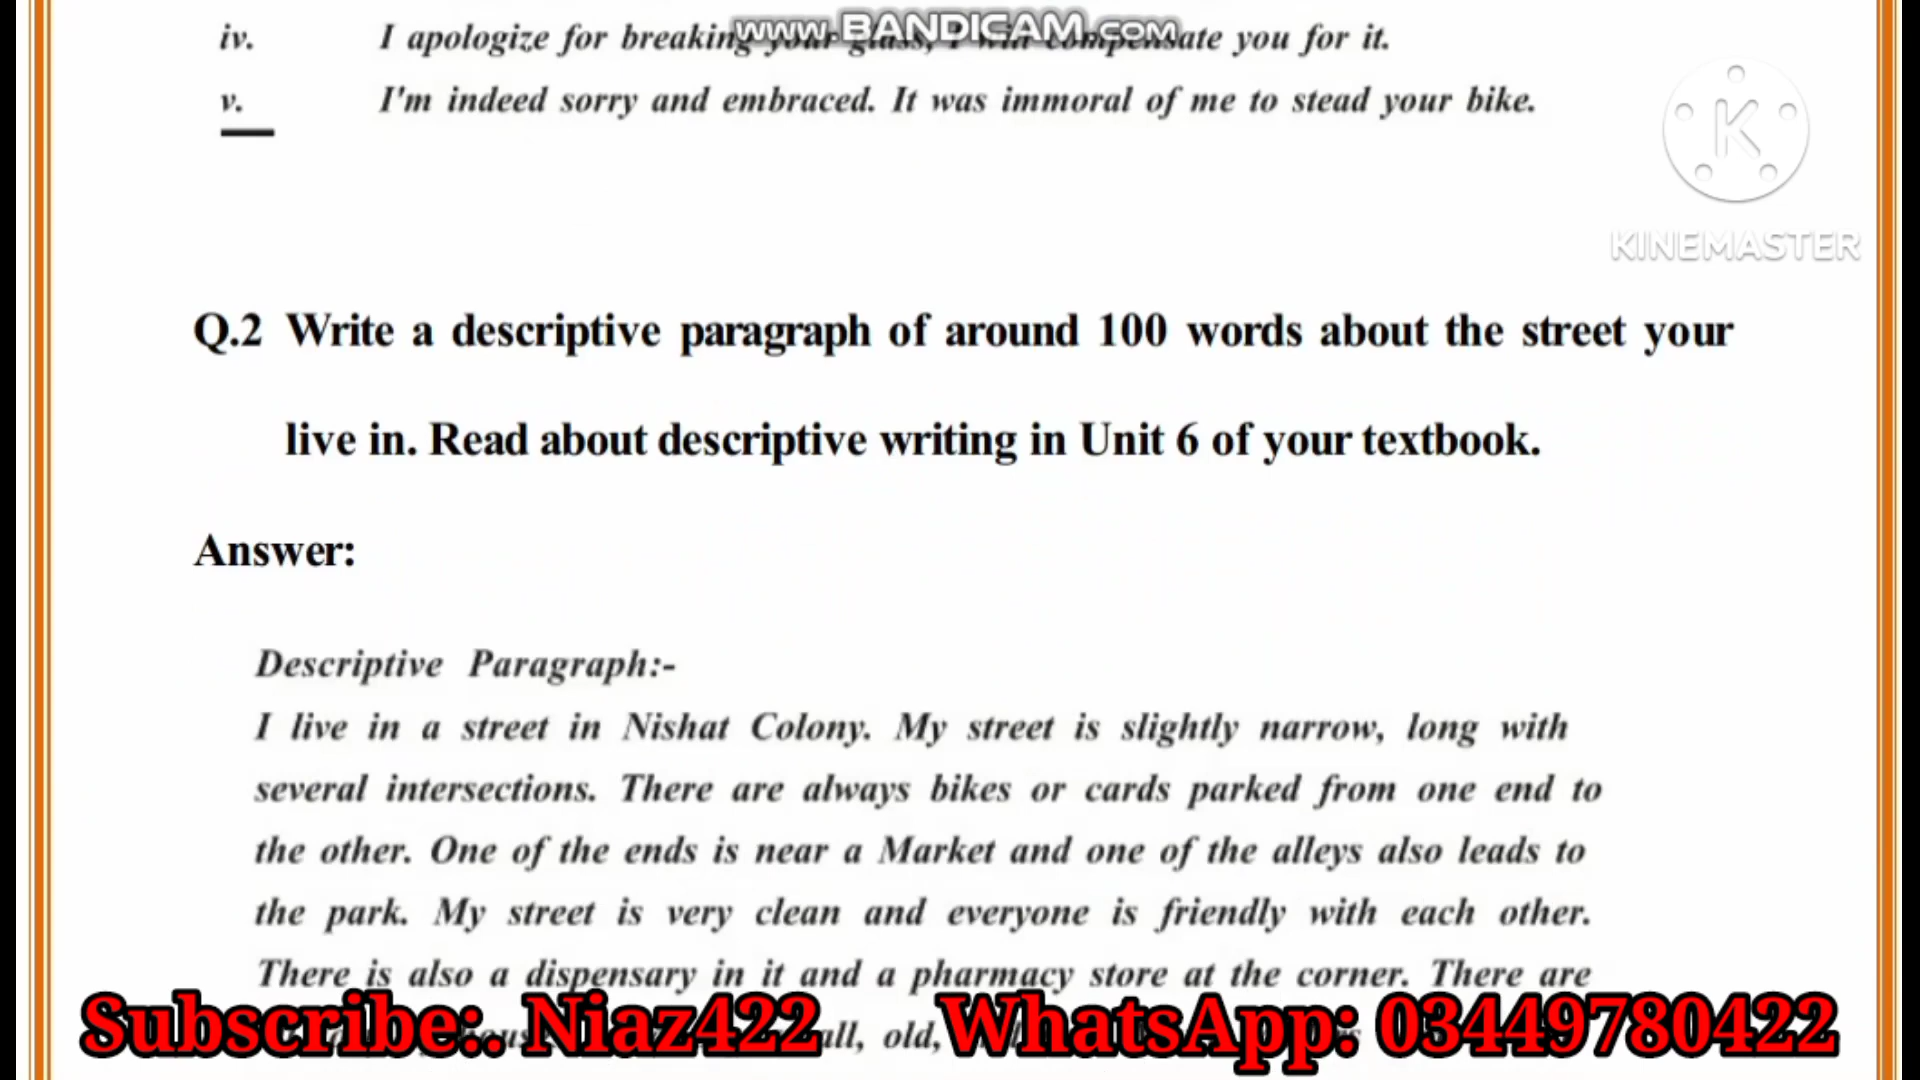 iv. I apologize for breaking your glass, I will compensate you for it.
www.BANDICAM.com
v. I'm indeed sorry and embraced. It was immoral of me to stead your bike.
KINEMASTER
Q.2 Write a descriptive paragraph of around 100 words about the street your
live in. Read about descriptive writing in Unit 6 of your textbook.
Answer:
Descriptive Paragraph:-
I live in a street in Nishat Colony. My street is slightly narrow, long with
several intersections. There are always bikes or cards parked from one end to
the other. One of the ends is near a Market and one of the alleys also leads to
the park. My street is very clean and everyone is friendly with each other.
There is also a dispensary in it and a pharmacy store at the corner. There are
old,
Subscribe:. Niaz422 WhatsApp: 03449780422